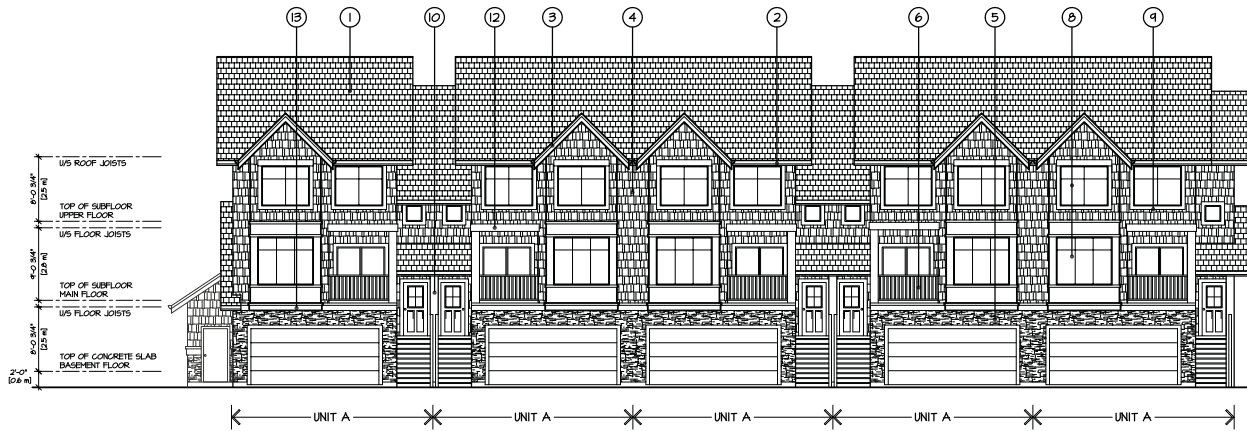 13 1 10 12 3 4 2 6 5 8 9
U/S ROOF JOISTS
8'-0 3/4"
[2.5 m]
TOP OF SUBFLOOR
UPPER FLOOR
U/S FLOOR JOISTS
9'-0 3/4"
[2.8 m]
TOP OF SUBFLOOR
MAIN FLOOR
U/S FLOOR JOISTS
8'-0 3/4"
[2.5 m]
TOP OF CONCRETE SLAB
BASEMENT FLOOR
2'-0"
[0.6 m]
UNIT A UNIT A UNIT A UNIT A UNIT A